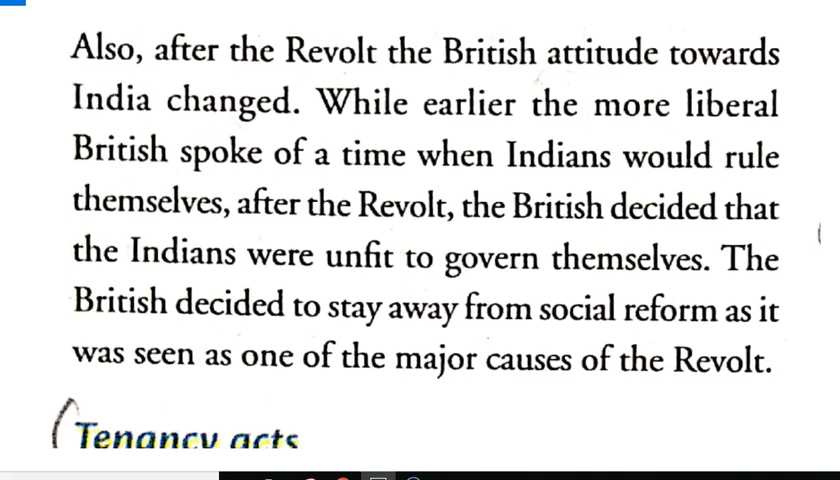 Also, after the Revolt the British attitude towards
India changed. While earlier the more liberal
British spoke of a time when Indians would rule
themselves, after the Revolt, the British decided that
the Indians were unfit to govern themselves. The
British decided to stay away from social reform as it
was seen as one of the major causes of the Revolt.
Tenancy acts